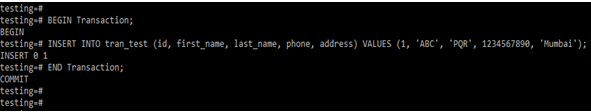 testing=#
testing=# BEGIN Transaction;
BEGIN
testing=# INSERT INTO tran_test (id, first_name, last_name, phone, address) VALUES (1, 'ABC', 'PQR', 1234567890, 'Mumbai');
INSERT 0 1
testing=# END Transaction;
COMMIT
testing=#
testing=#